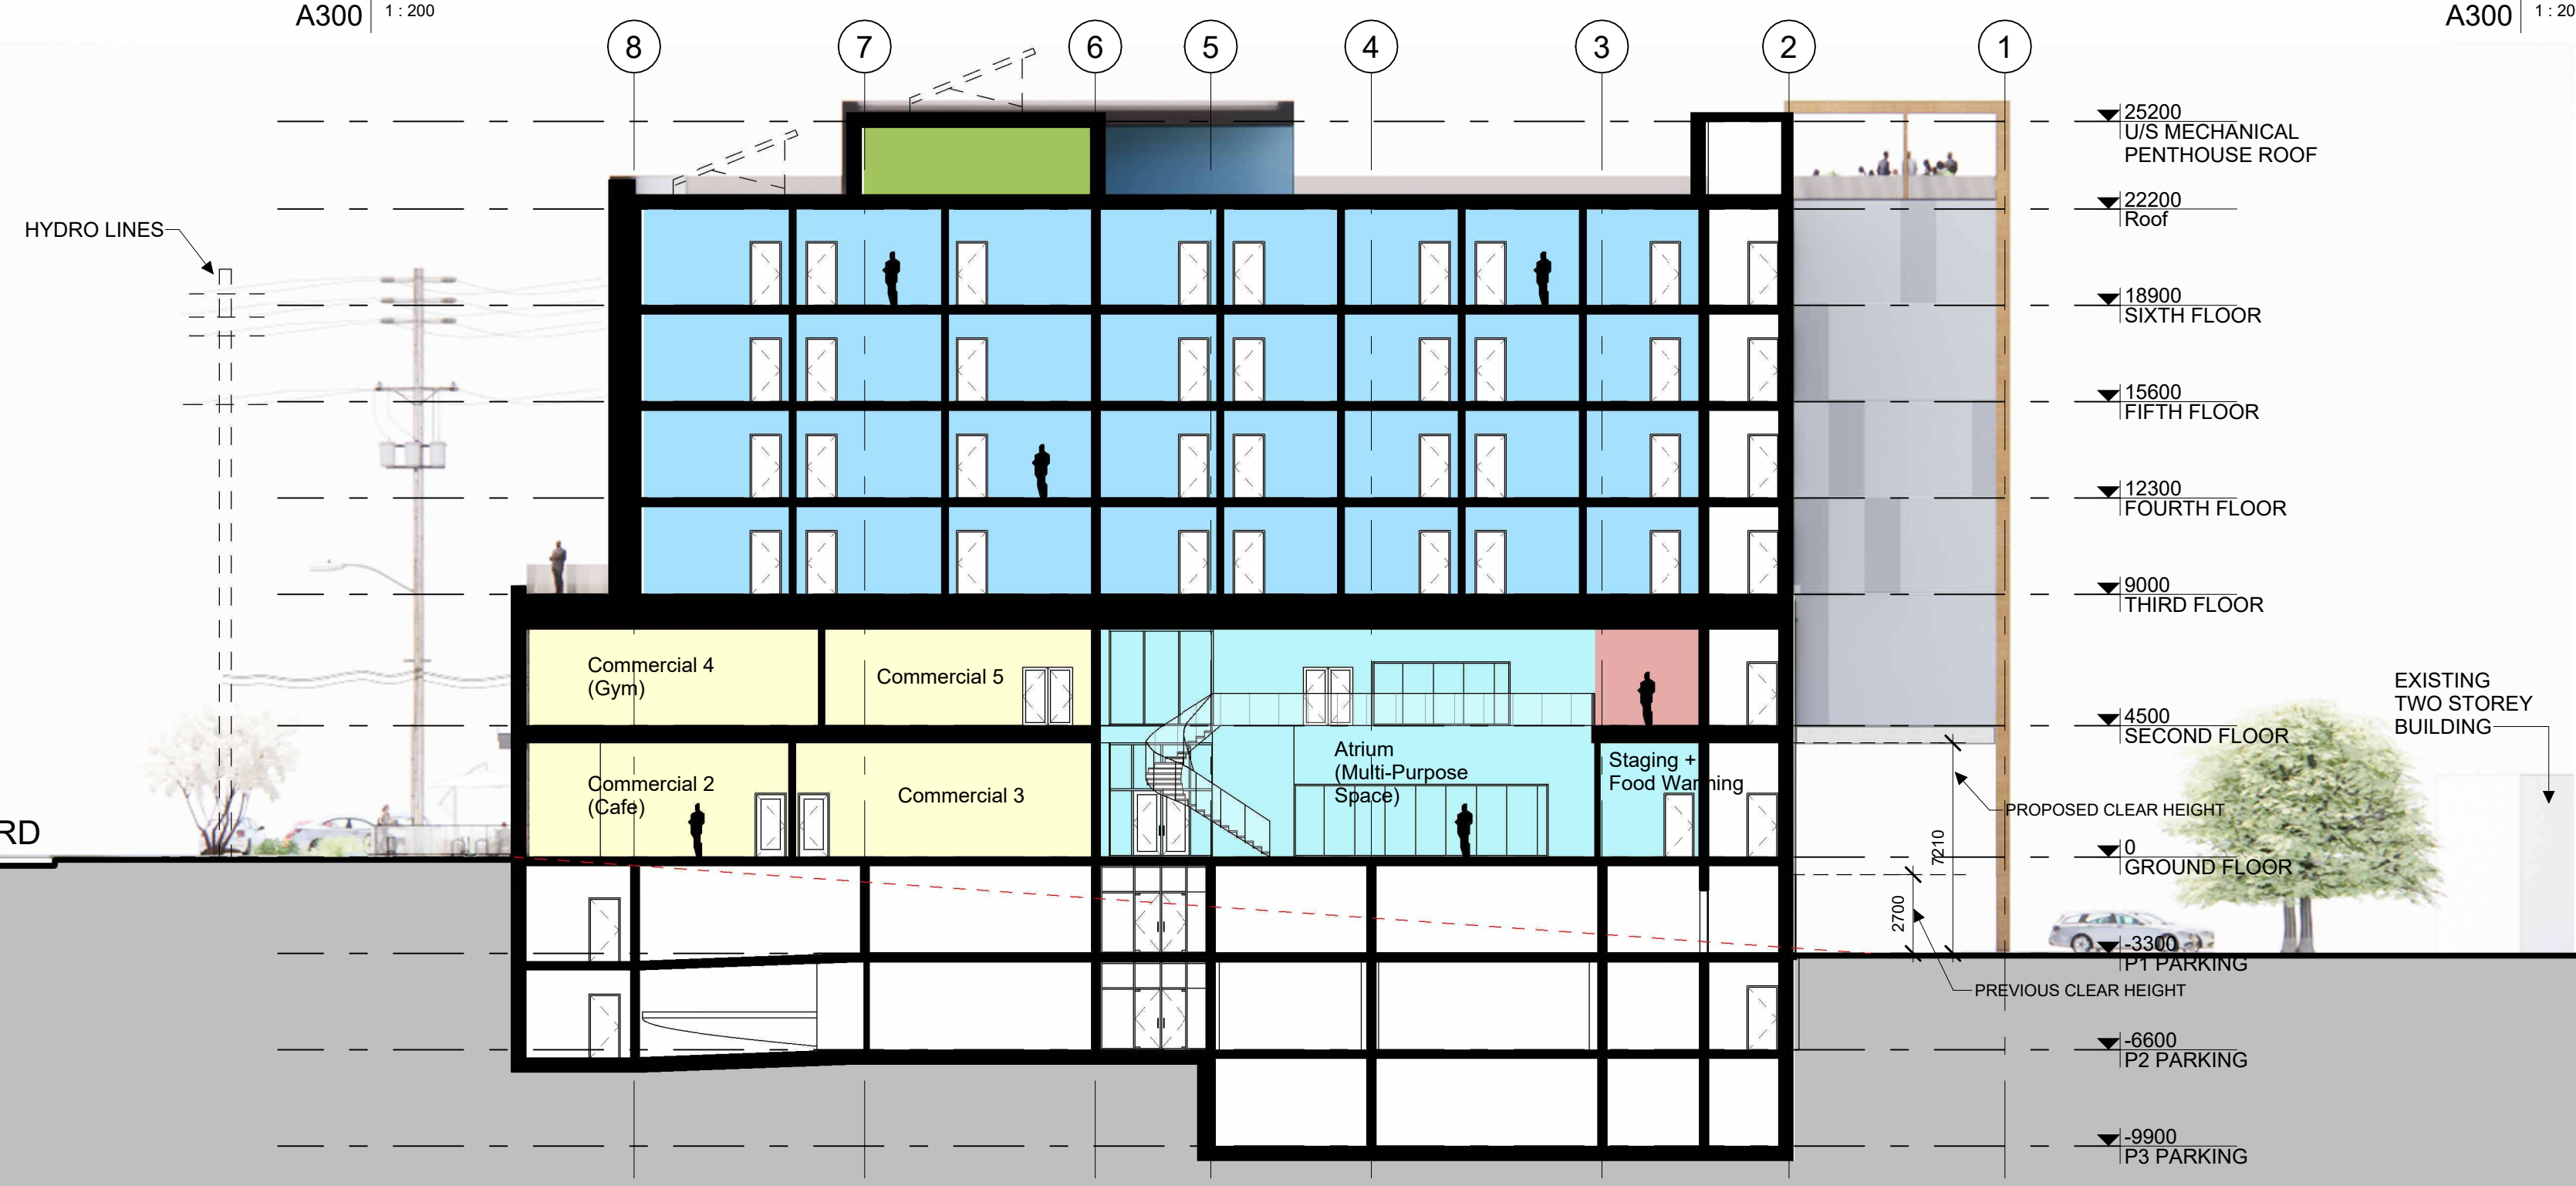 A300 1 : 200
A300 1 : 20
8 7 6 5 4 3 2 1
25200
U/S MECHANICAL
PENTHOUSE ROOF
22200
Roof
HYDRO LINES
18900
SIXTH FLOOR
15600
FIFTH FLOOR
12300
FOURTH FLOOR
9000
THIRD FLOOR
Commercial 4
(Gym)
Commercial 5
EXISTING
TWO STOREY
BUILDING
4500
SECOND FLOOR
Commercial 2
(Cafe)
Commercial 3
Atrium
(Multi-Purpose
Space)
Staging +
Food Warming
PROPOSED CLEAR HEIGHT
RD
7210
0
GROUND FLOOR
2700
-3300
P1 PARKING
PREVIOUS CLEAR HEIGHT
-6600
P2 PARKING
-9900
P3 PARKING